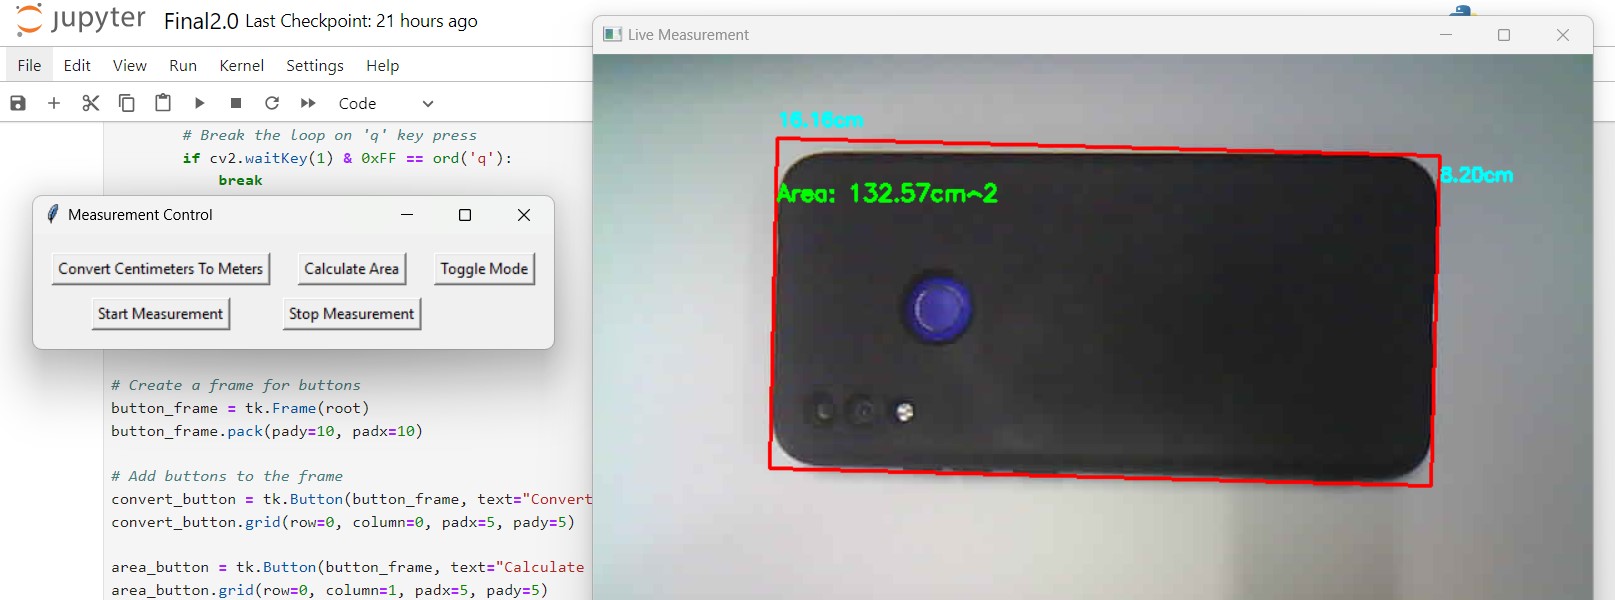 jupyter Final2.0 Last Checkpoint: 21 hours ago
File Edit View Run Kernel Settings Help
Code
# Break the loop on 'q' key press
if cv2.waitKey(1) & 0xFF == ord('q'):
break
Measurement Control
Convert Centimeters To Meters Calculate Area Toggle Mode
Start Measurement Stop Measurement
# Create a frame for buttons
button_frame = tk.Frame(root)
button_frame.pack(pady=10, padx=10)
# Add buttons to the frame
convert_button = tk.Button(button_frame, text="Convert
convert_button.grid(row=0, column=0, padx=5, pady=5)
area_button = tk.Button(button_frame, text="Calculate
area_button.grid(row=0, column=1, padx=5, pady=5)
Live Measurement
16.16cm
8.20cm
Area: 132.57cm^2